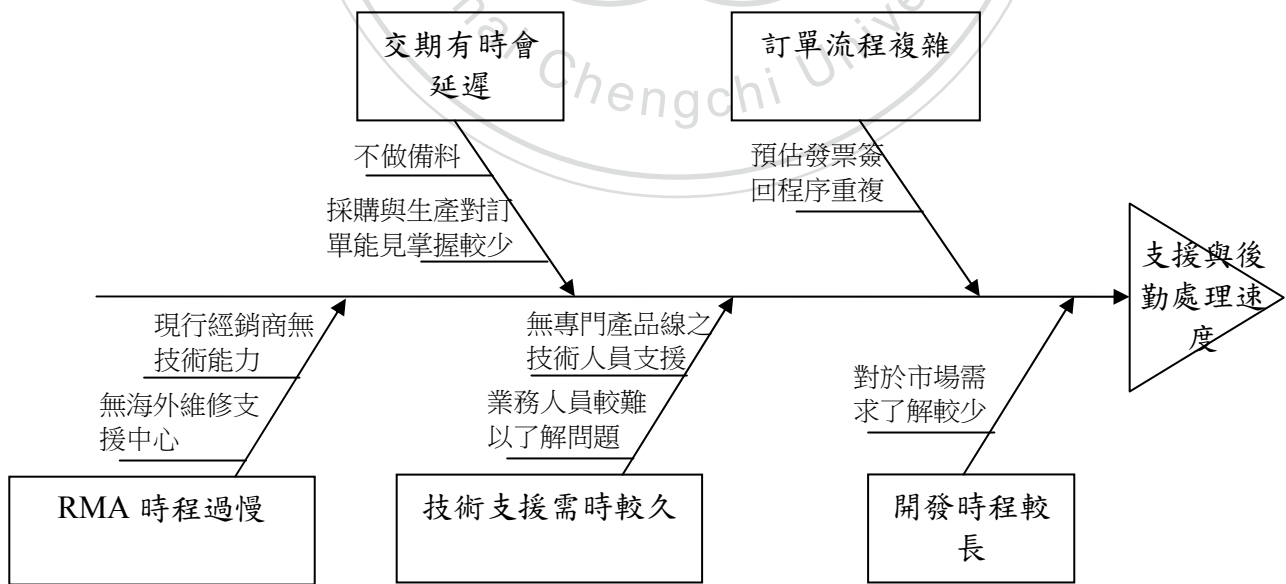 nal Chengchi Unive
交期有時會
延遲
訂單流程複雜
不做備料
採購與生產對訂
單能見掌握較少
預估發票簽
回程序重複
支援與後
勤處理速
度
現行經銷商無
技術能力
無海外維修支
援中心
無專門產品線之
技術人員支援
業務人員較難
以了解問題
對於市場需
求了解較少
RMA 時程過慢
技術支援需時較久
開發時程較
長